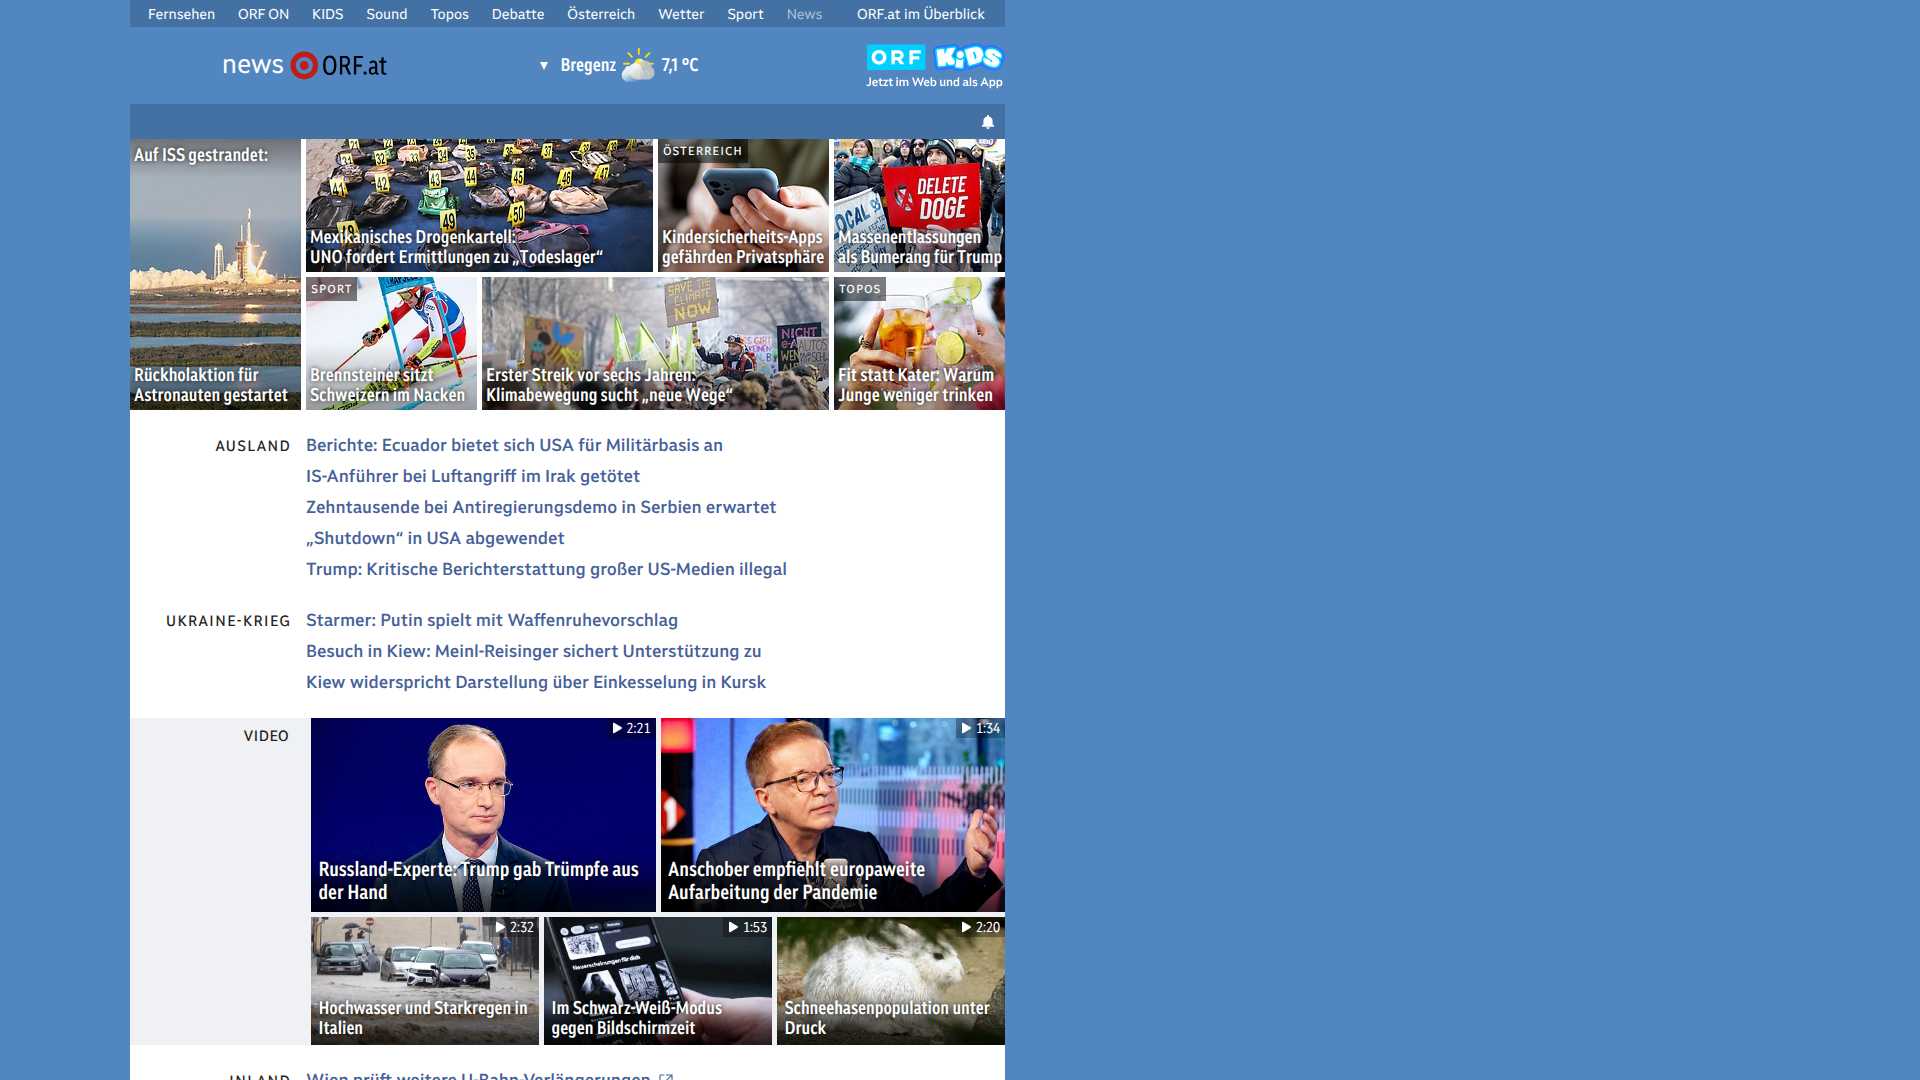 Fernsehen ORF ON KIDS Sound Topos Debatte Österreich Wetter Sport News ORF.at im Überblick
news ORF.at
▼ Bregenz 7,1 °C
ORF KiDS
Jetzt im Web und als App
Auf ISS gestrandet:
Rückholaktion für
Astronauten gestartet
Mexikanisches Drogenkartell:
UNO fordert Ermittlungen zu „Todeslager“
ÖSTERREICH
Kindersicherheits-Apps
gefährden Privatsphäre
DELETE
DOGE
Massenentlassungen
als Bumerang für Trump
SPORT
Brennsteiner sitzt
Schweizern im Nacken
SAVE THE
CLIMATE
NOW
Erster Streik vor sechs Jahren:
Klimabewegung sucht „neue Wege“
TOPOS
Fit statt Kater: Warum
Junge weniger trinken
AUSLAND
Berichte: Ecuador bietet sich USA für Militärbasis an
IS-Anführer bei Luftangriff im Irak getötet
Zehntausende bei Antiregierungsdemo in Serbien erwartet
„Shutdown“ in USA abgewendet
Trump: Kritische Berichterstattung großer US-Medien illegal
UKRAINE-KRIEG
Starmer: Putin spielt mit Waffenruhevorschlag
Besuch in Kiew: Meinl-Reisinger sichert Unterstützung zu
Kiew widerspricht Darstellung über Einkesselung in Kursk
VIDEO
2:21
Russland-Experte: Trump gab Trümpfe aus
der Hand
1:34
Anschober empfiehlt europaweite
Aufarbeitung der Pandemie
2:32
Hochwasser und Starkregen in
Italien
1:53
Neuerscheinungen für dich
Im Schwarz-Weiß-Modus
gegen Bildschirmzeit
2:20
Schneehasenpopulation unter
Druck
INLAND
Wien prüft weitere U-Bahn-Verlängerungen